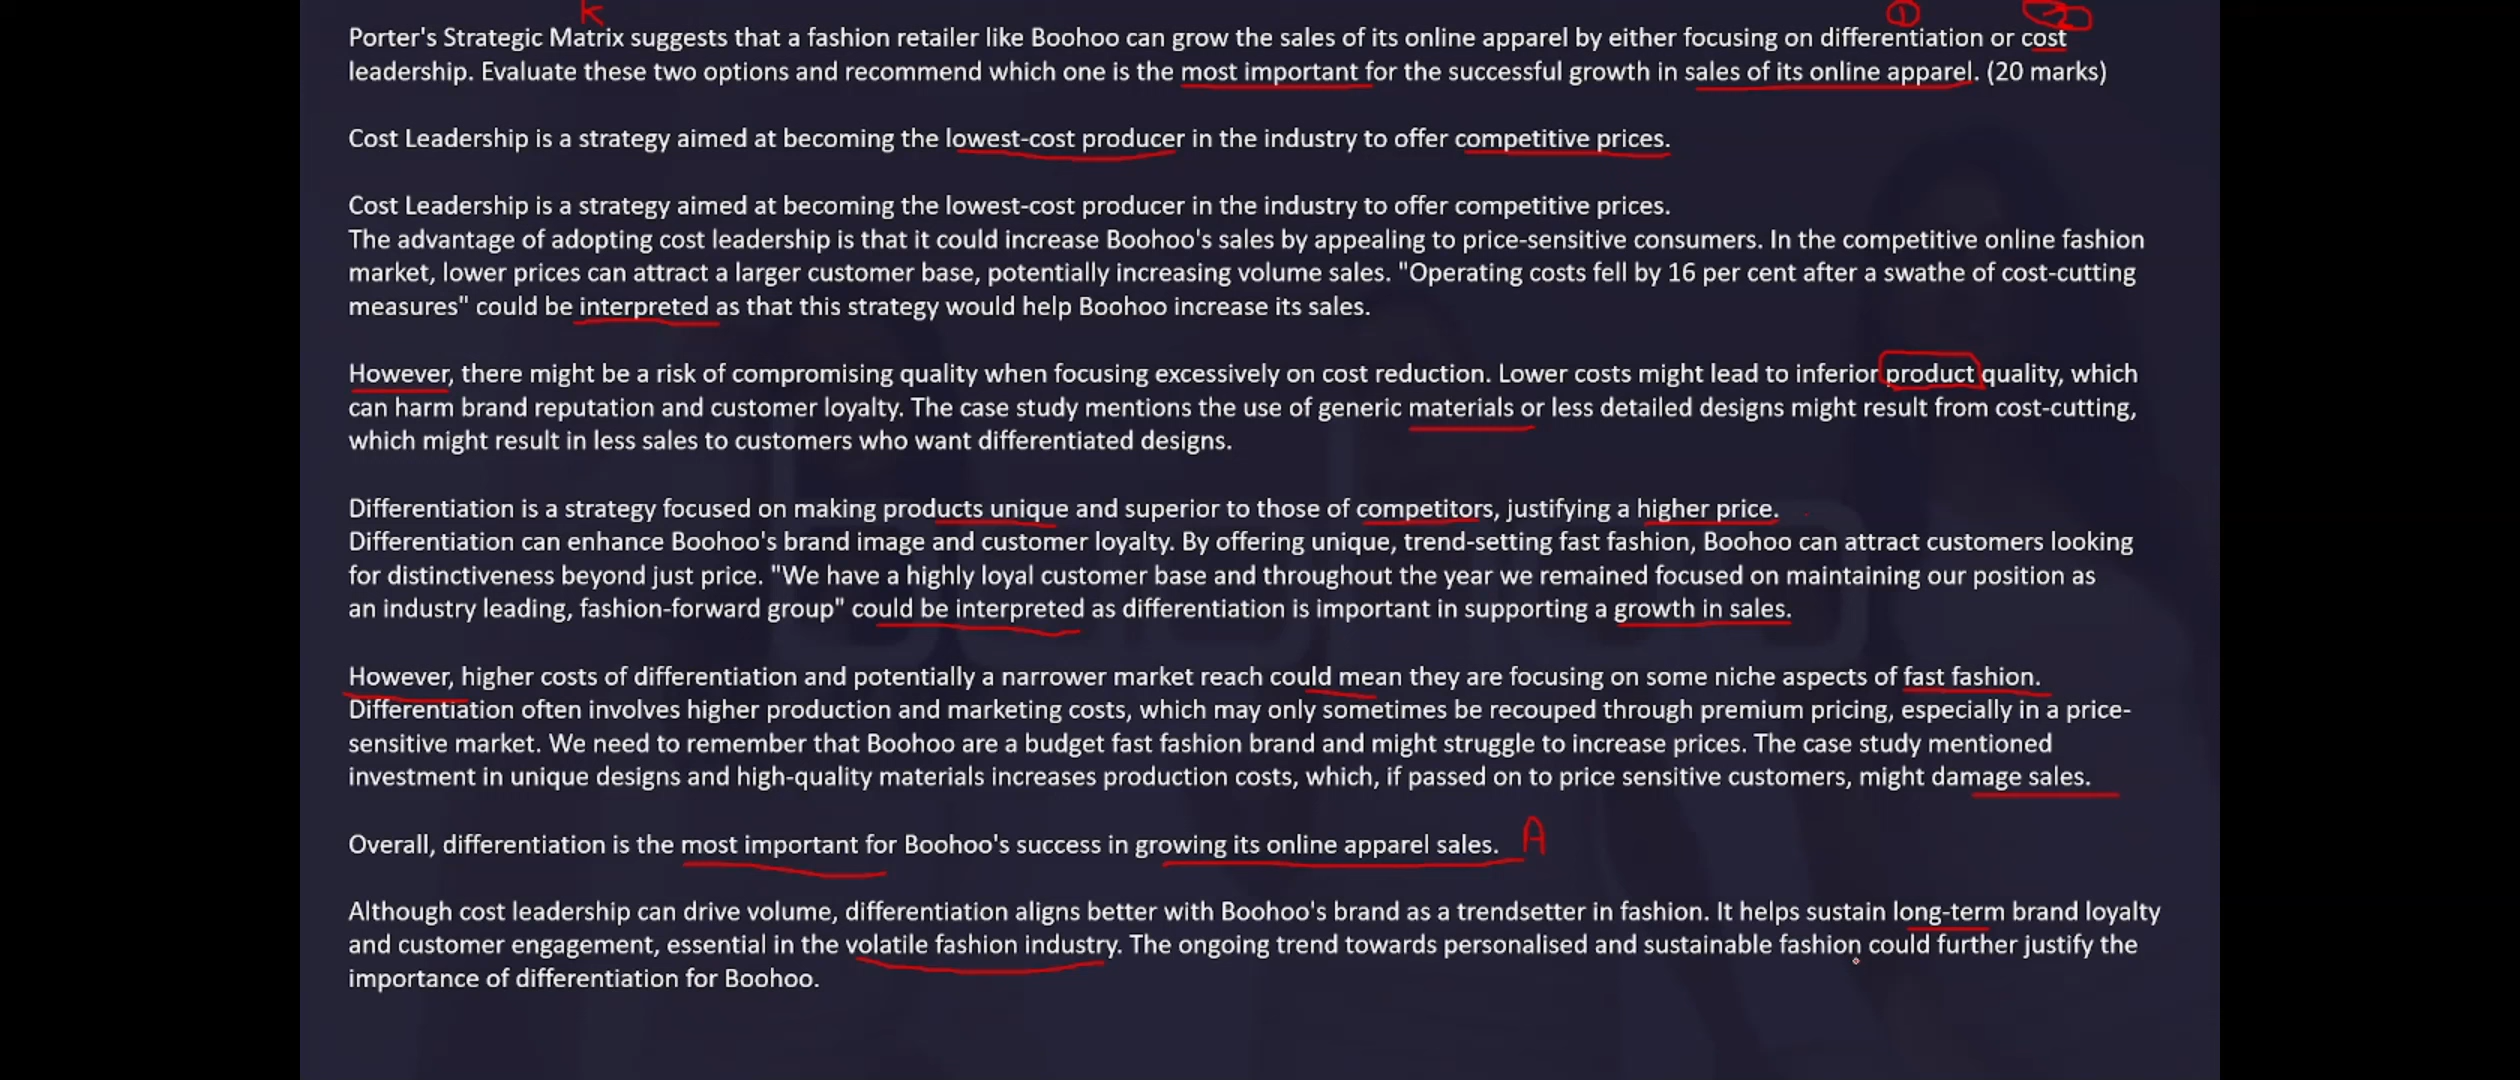 K
1 2
Porter's Strategic Matrix suggests that a fashion retailer like Boohoo can grow the sales of its online apparel by either focusing on differentiation or cost
leadership. Evaluate these two options and recommend which one is the most important for the successful growth in sales of its online apparel. (20 marks)
Cost Leadership is a strategy aimed at becoming the lowest-cost producer in the industry to offer competitive prices.
Cost Leadership is a strategy aimed at becoming the lowest-cost producer in the industry to offer competitive prices.
The advantage of adopting cost leadership is that it could increase Boohoo's sales by appealing to price-sensitive consumers. In the competitive online fashion
market, lower prices can attract a larger customer base, potentially increasing volume sales. "Operating costs fell by 16 per cent after a swathe of cost-cutting
measures" could be interpreted as that this strategy would help Boohoo increase its sales.
However, there might be a risk of compromising quality when focusing excessively on cost reduction. Lower costs might lead to inferior product quality, which
can harm brand reputation and customer loyalty. The case study mentions the use of generic materials or less detailed designs might result from cost-cutting,
which might result in less sales to customers who want differentiated designs.
Differentiation is a strategy focused on making products unique and superior to those of competitors, justifying a higher price.
Differentiation can enhance Boohoo's brand image and customer loyalty. By offering unique, trend-setting fast fashion, Boohoo can attract customers looking
for distinctiveness beyond just price. "We have a highly loyal customer base and throughout the year we remained focused on maintaining our position as
an industry leading, fashion-forward group" could be interpreted as differentiation is important in supporting a growth in sales.
However, higher costs of differentiation and potentially a narrower market reach could mean they are focusing on some niche aspects of fast fashion.
Differentiation often involves higher production and marketing costs, which may only sometimes be recouped through premium pricing, especially in a price-
sensitive market. We need to remember that Boohoo are a budget fast fashion brand and might struggle to increase prices. The case study mentioned
investment in unique designs and high-quality materials increases production costs, which, if passed on to price sensitive customers, might damage sales.
Overall, differentiation is the most important for Boohoo's success in growing its online apparel sales. A
Although cost leadership can drive volume, differentiation aligns better with Boohoo's brand as a trendsetter in fashion. It helps sustain long-term brand loyalty
and customer engagement, essential in the volatile fashion industry. The ongoing trend towards personalised and sustainable fashion could further justify the
importance of differentiation for Boohoo.